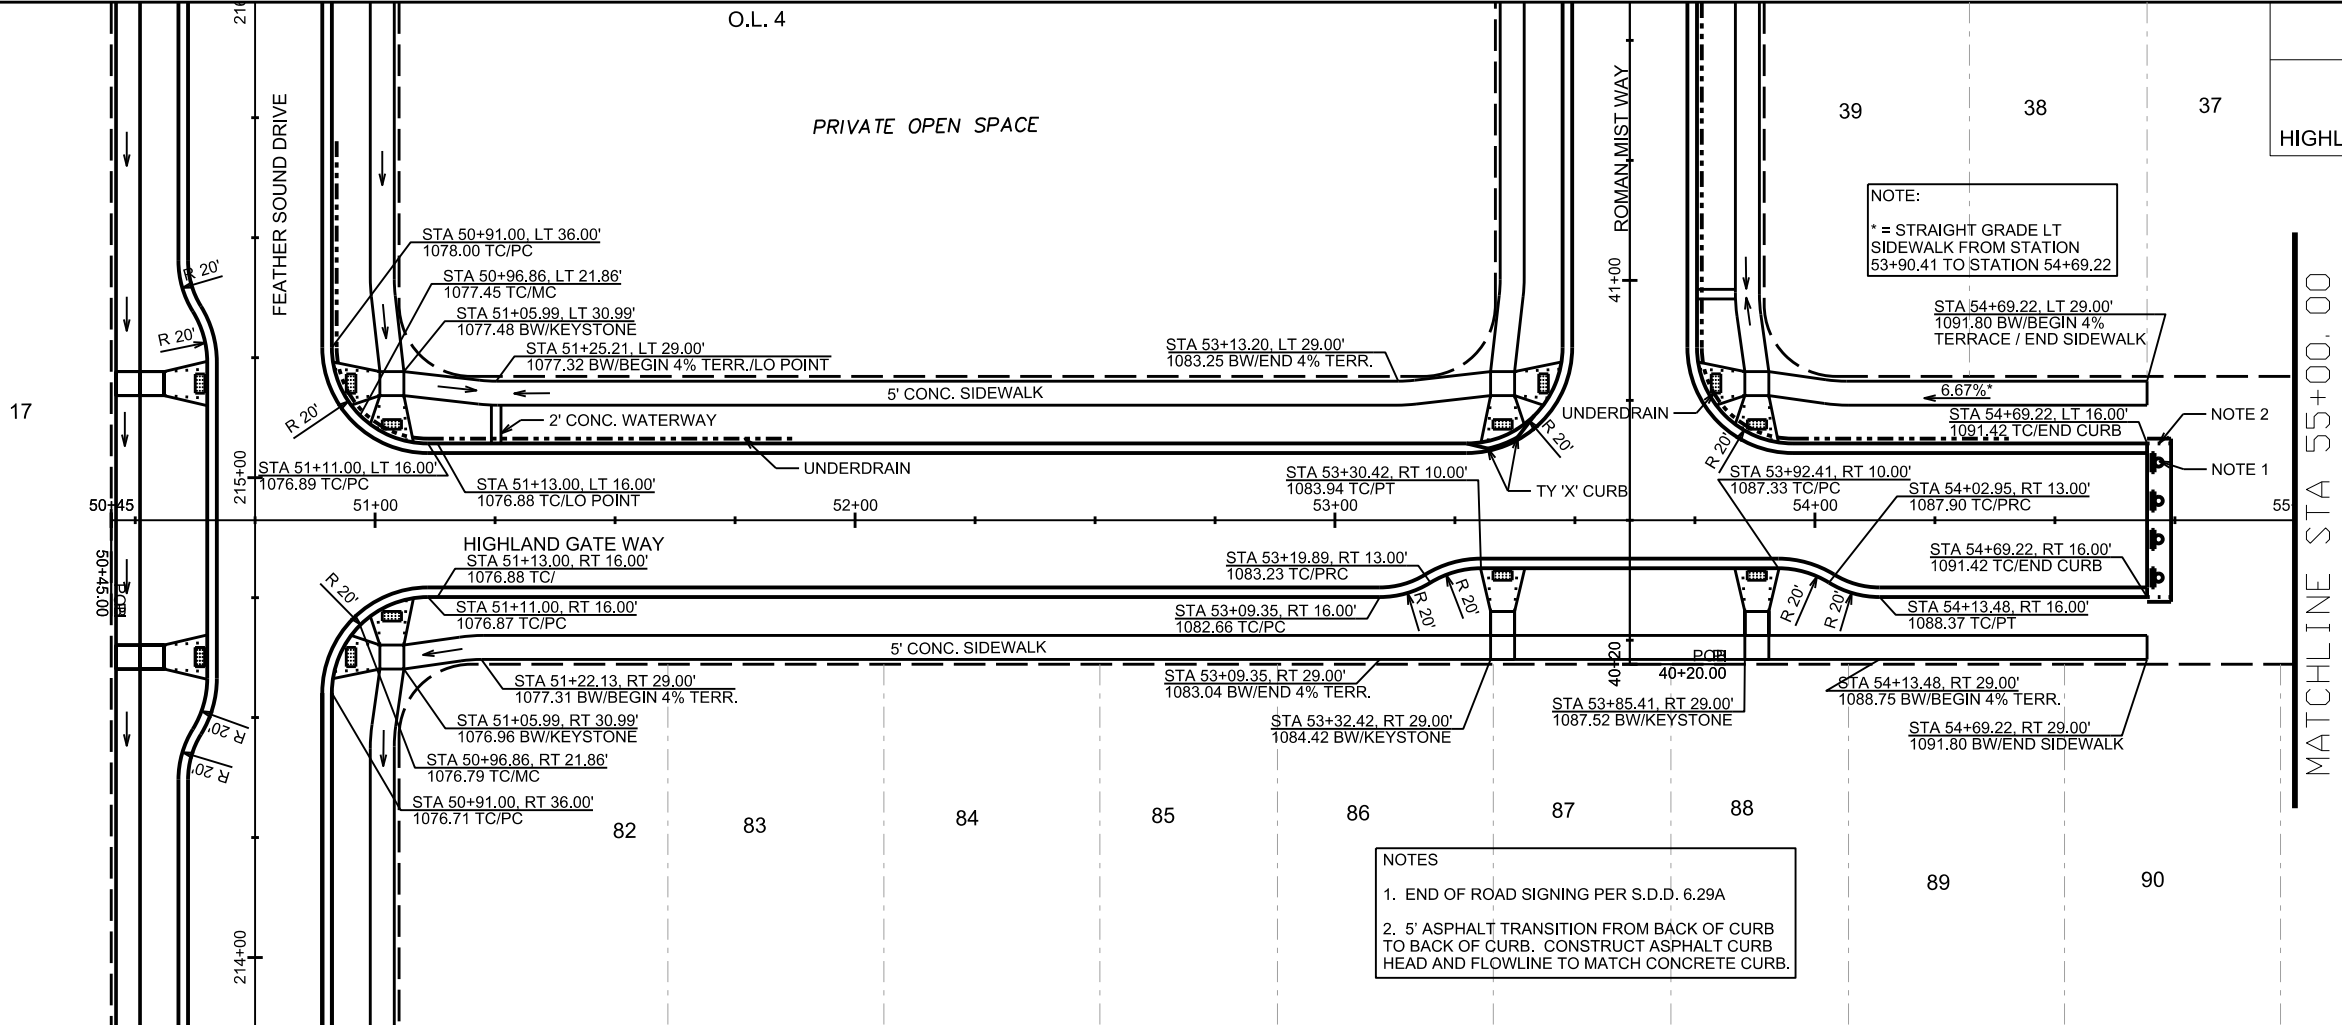 O.L. 4
PRIVATE OPEN SPACE
FEATHER SOUND DRIVE
ROMAN MIST WAY
39
38
37
HIGHL
NOTE:
* = STRAIGHT GRADE LT
SIDEWALK FROM STATION
53+90.41 TO STATION 54+69.22
STA 50+91.00, LT 36.00'
1078.00 TC/PC
STA 50+96.86, LT 21.86'
1077.45 TC/MC
STA 51+05.99, LT 30.99'
1077.48 BW/KEYSTONE
STA 51+25.21, LT 29.00'
1077.32 BW/BEGIN 4% TERR./LO POINT
STA 53+13.20, LT 29.00'
1083.25 BW/END 4% TERR.
41+00
STA 54+69.22, LT 29.00'
1091.80 BW/BEGIN 4%
TERRACE / END SIDEWALK
R 20'
R 20'
R 20'
17
5' CONC. SIDEWALK
2' CONC. WATERWAY
UNDERDRAIN
UNDERDRAIN
6.67%*
STA 54+69.22, LT 16.00'
1091.42 TC/END CURB
NOTE 2
NOTE 1
R 20'
R 20'
STA 51+11.00, LT 16.00'
1076.89 TC/PC
STA 51+13.00, LT 16.00'
1076.88 TC/LO POINT
STA 53+30.42, RT 10.00'
1083.94 TC/PT
TY 'X' CURB
STA 53+92.41, RT 10.00'
1087.33 TC/PC
STA 54+02.95, RT 13.00'
1087.90 TC/PRC
215+00
50+45
51+00
52+00
53+00
54+00
55
MATCHLINE STA 55+00.00
50+45.00
HIGHLAND GATE WAY
STA 51+13.00, RT 16.00'
1076.88 TC/
STA 51+11.00, RT 16.00'
1076.87 TC/PC
STA 53+19.89, RT 13.00'
1083.23 TC/PRC
STA 53+09.35, RT 16.00'
1082.66 TC/PC
STA 54+69.22, RT 16.00'
1091.42 TC/END CURB
STA 54+13.48, RT 16.00'
1088.37 TC/PT
R 20'
R 20'
R 20'
R 20'
R 20'
5' CONC. SIDEWALK
40+20
40+20.00
STA 51+22.13, RT 29.00'
1077.31 BW/BEGIN 4% TERR.
STA 51+05.99, RT 30.99'
1076.96 BW/KEYSTONE
STA 50+96.86, RT 21.86'
1076.79 TC/MC
STA 50+91.00, RT 36.00'
1076.71 TC/PC
STA 53+09.35, RT 29.00'
1083.04 BW/END 4% TERR.
STA 53+32.42, RT 29.00'
1084.42 BW/KEYSTONE
STA 53+85.41, RT 29.00'
1087.52 BW/KEYSTONE
STA 54+13.48, RT 29.00'
1088.75 BW/BEGIN 4% TERR.
STA 54+69.22, RT 29.00'
1091.80 BW/END SIDEWALK
R 20'
R 20'
82
83
84
85
86
87
88
89
90
214+00
NOTES
1. END OF ROAD SIGNING PER S.D.D. 6.29A
2. 5' ASPHALT TRANSITION FROM BACK OF CURB
TO BACK OF CURB. CONSTRUCT ASPHALT CURB
HEAD AND FLOWLINE TO MATCH CONCRETE CURB.